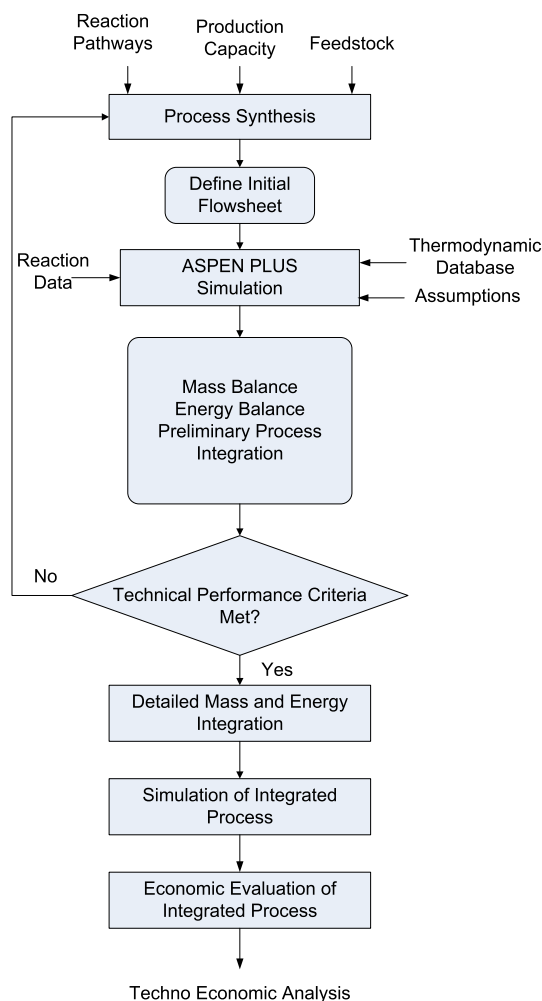 Reaction
Pathways
Production
Capacity
Feedstock
Process Synthesis
Define Initial
Flowsheet
Reaction
Data
ASPEN PLUS
Simulation
Thermodynamic
Database
Assumptions
Mass Balance
Energy Balance
Preliminary Process
Integration
No
Technical Performance Criteria
Met?
Yes
Detailed Mass and Energy
Integration
Simulation of Integrated
Process
Economic Evaluation of
Integrated Process
Techno Economic Analysis